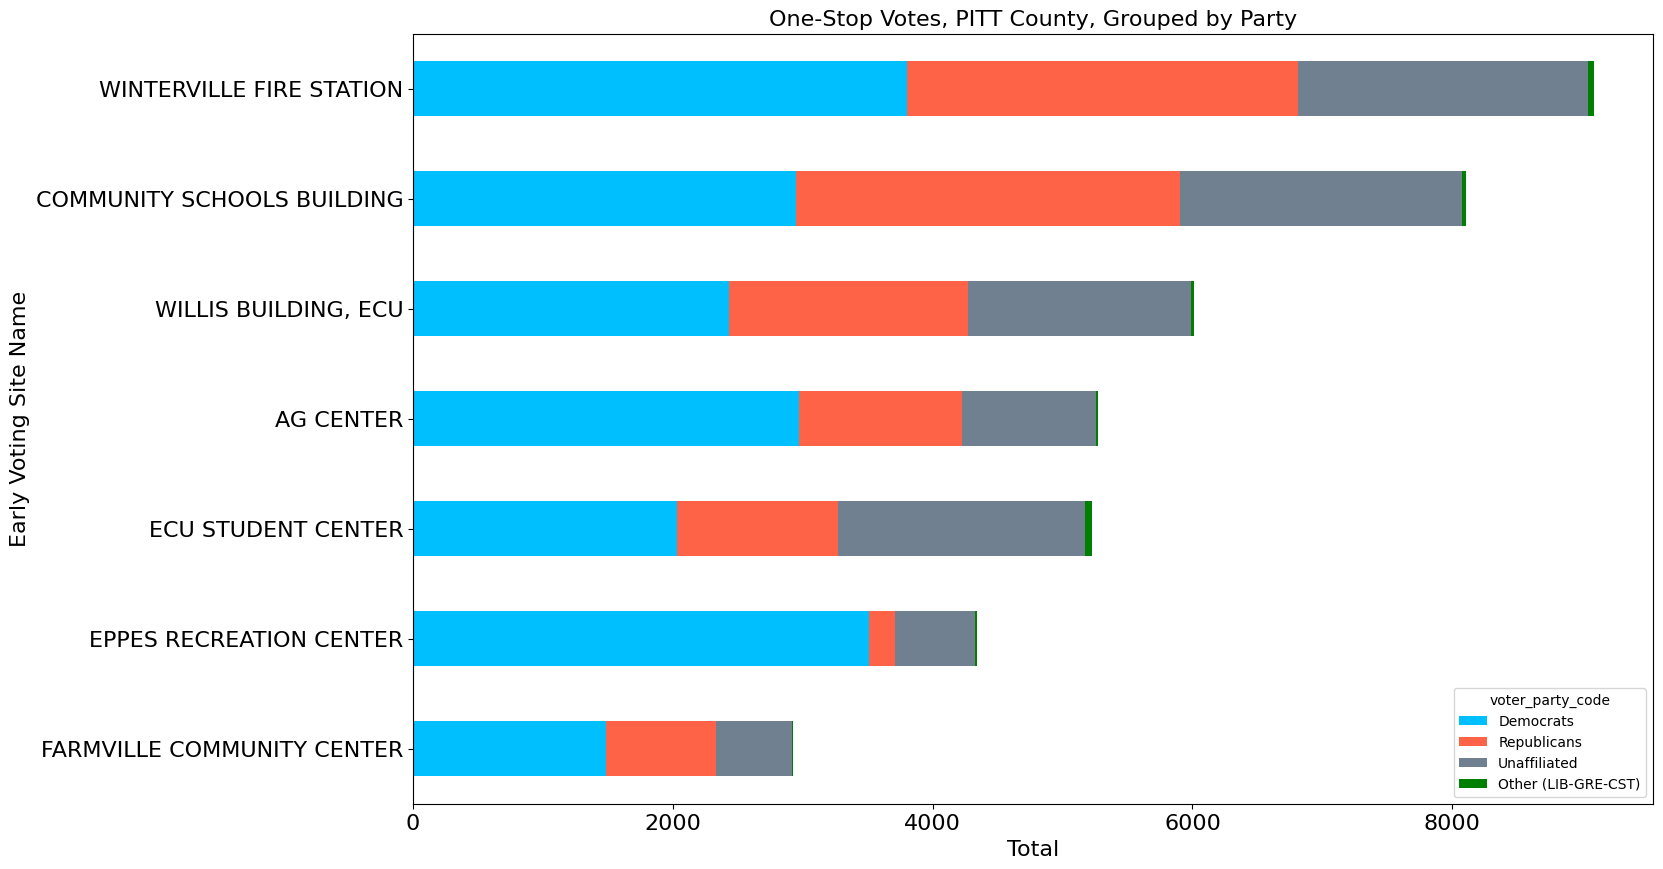 One-Stop Votes, PITT County, Grouped by Party
Early Voting Site Name
WINTERVILLE FIRE STATION
COMMUNITY SCHOOLS BUILDING
WILLIS BUILDING, ECU
AG CENTER
ECU STUDENT CENTER
EPPES RECREATION CENTER
FARMVILLE COMMUNITY CENTER
voter_party_code
Democrats
Republicans
Unaffiliated
Other (LIB-GRE-CST)
0 2000 4000 6000 8000
Total